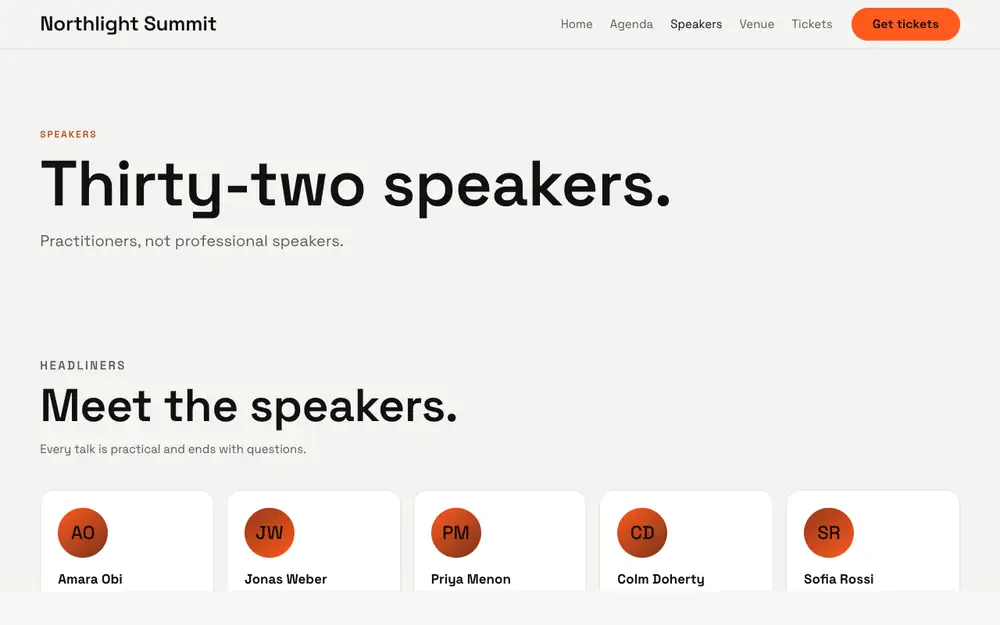 Northlight Summit
Home Agenda Speakers Venue Tickets Get tickets
SPEAKERS
Thirty-two speakers.
Practitioners, not professional speakers.
HEADLINERS
Meet the speakers.
Every talk is practical and ends with questions.
AO JW PM CD SR
Amara Obi Jonas Weber Priya Menon Colm Doherty Sofia Rossi